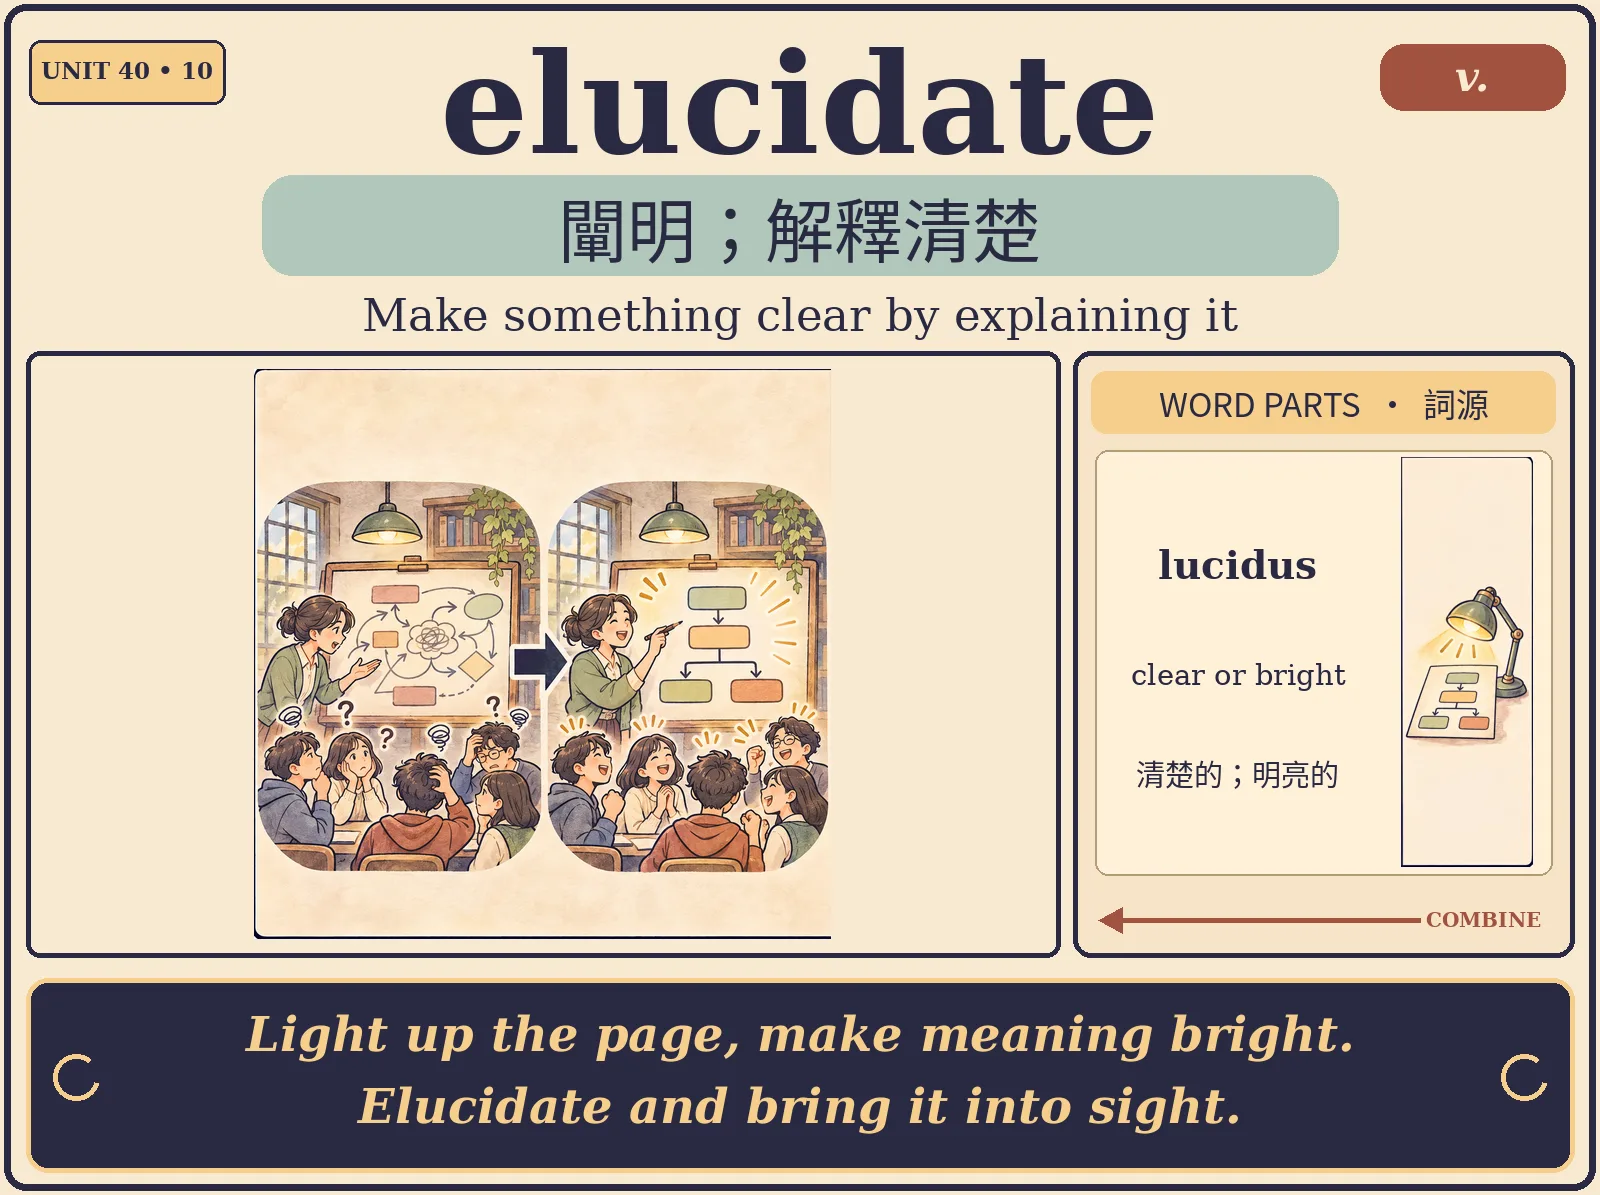 UNIT 40 • 10
elucidate
v.
闡明；解釋清楚
Make something clear by explaining it
WORD PARTS • 詞源
lucidus
clear or bright
清楚的；明亮的
COMBINE
Light up the page, make meaning bright.
Elucidate and bring it into sight.